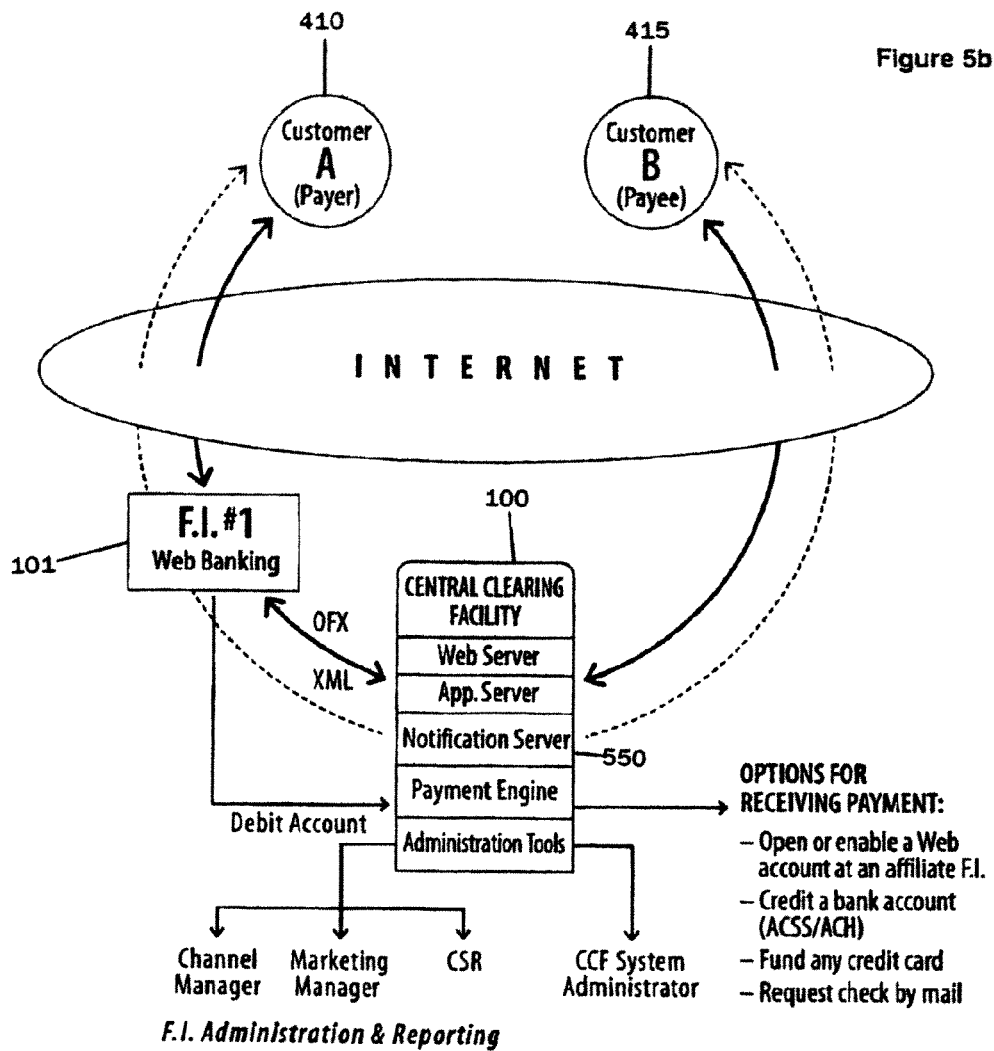 410
415
Figure 5b
Customer
A
(Payer)
Customer
B
(Payee)
INTERNET
100
F.I. #1
Web Banking
101
CENTRAL CLEARING
FACILITY
OFX
XML
Web Server
App. Server
Notification Server
550
Payment Engine
Debit Account
Administration Tools
OPTIONS FOR
RECEIVING PAYMENT:
– Open or enable a Web
account at an affiliate F.I.
– Credit a bank account
(ACSS/ACH)
– Fund any credit card
– Request check by mail
Channel
Manager
Marketing
Manager
CSR
CCF System
Administrator
F.I. Administration & Reporting